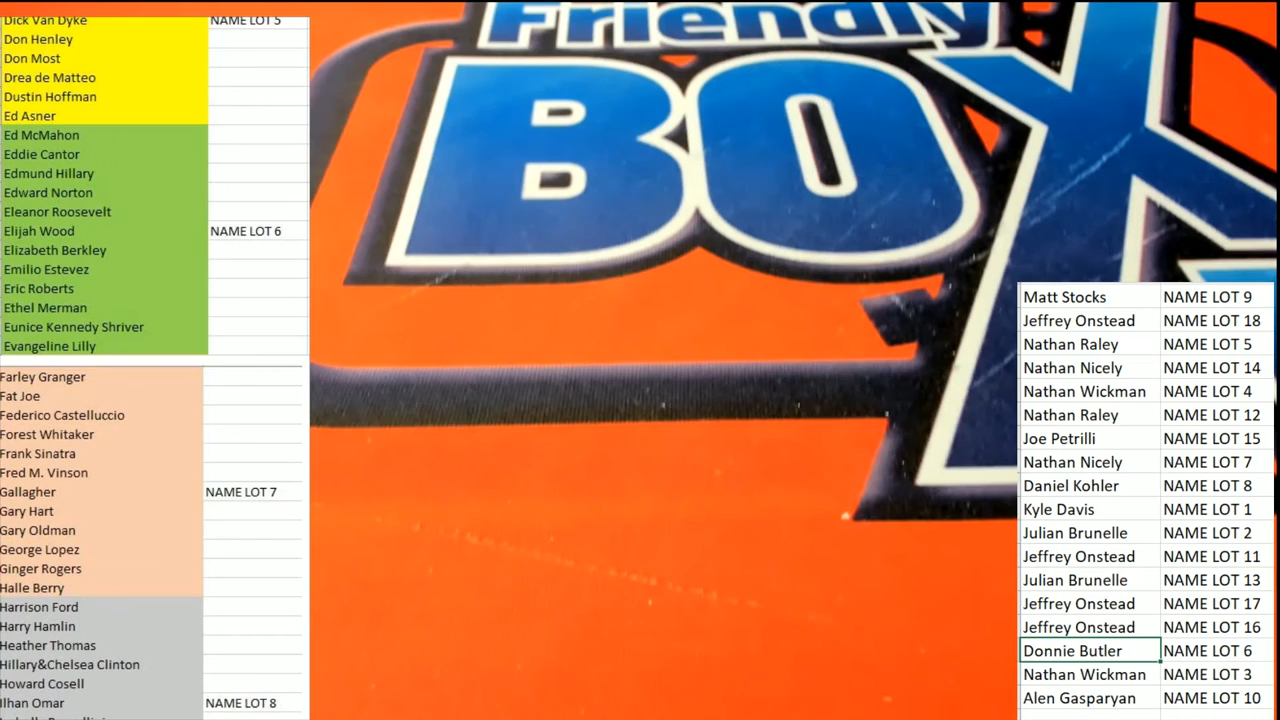 Dick Van Dyke NAME LOT 5
Don Henley
Don Most
Drea de Matteo
Dustin Hoffman
Ed Asner
Ed McMahon
Eddie Cantor
Edmund Hillary
Edward Norton
Eleanor Roosevelt
Elijah Wood NAME LOT 6
Elizabeth Berkley
Emilio Estevez
Eric Roberts
Ethel Merman
Eunice Kennedy Shriver
Evangeline Lilly
Farley Granger
Fat Joe
Federico Castelluccio
Forest Whitaker
Frank Sinatra
Fred M. Vinson
Gallagher NAME LOT 7
Gary Hart
Gary Oldman
George Lopez
Ginger Rogers
Halle Berry
Harrison Ford
Harry Hamlin
Heather Thomas
Hillary&Chelsea Clinton
Howard Cosell
Ilhan Omar NAME LOT 8
Friendly
BOX
Matt Stocks NAME LOT 9
Jeffrey Onstead NAME LOT 18
Nathan Raley NAME LOT 5
Nathan Nicely NAME LOT 14
Nathan Wickman NAME LOT 4
Nathan Raley NAME LOT 12
Joe Petrilli NAME LOT 15
Nathan Nicely NAME LOT 7
Daniel Kohler NAME LOT 8
Kyle Davis NAME LOT 1
Julian Brunelle NAME LOT 2
Jeffrey Onstead NAME LOT 11
Julian Brunelle NAME LOT 13
Jeffrey Onstead NAME LOT 17
Jeffrey Onstead NAME LOT 16
Donnie Butler NAME LOT 6
Nathan Wickman NAME LOT 3
Alen Gasparyan NAME LOT 10